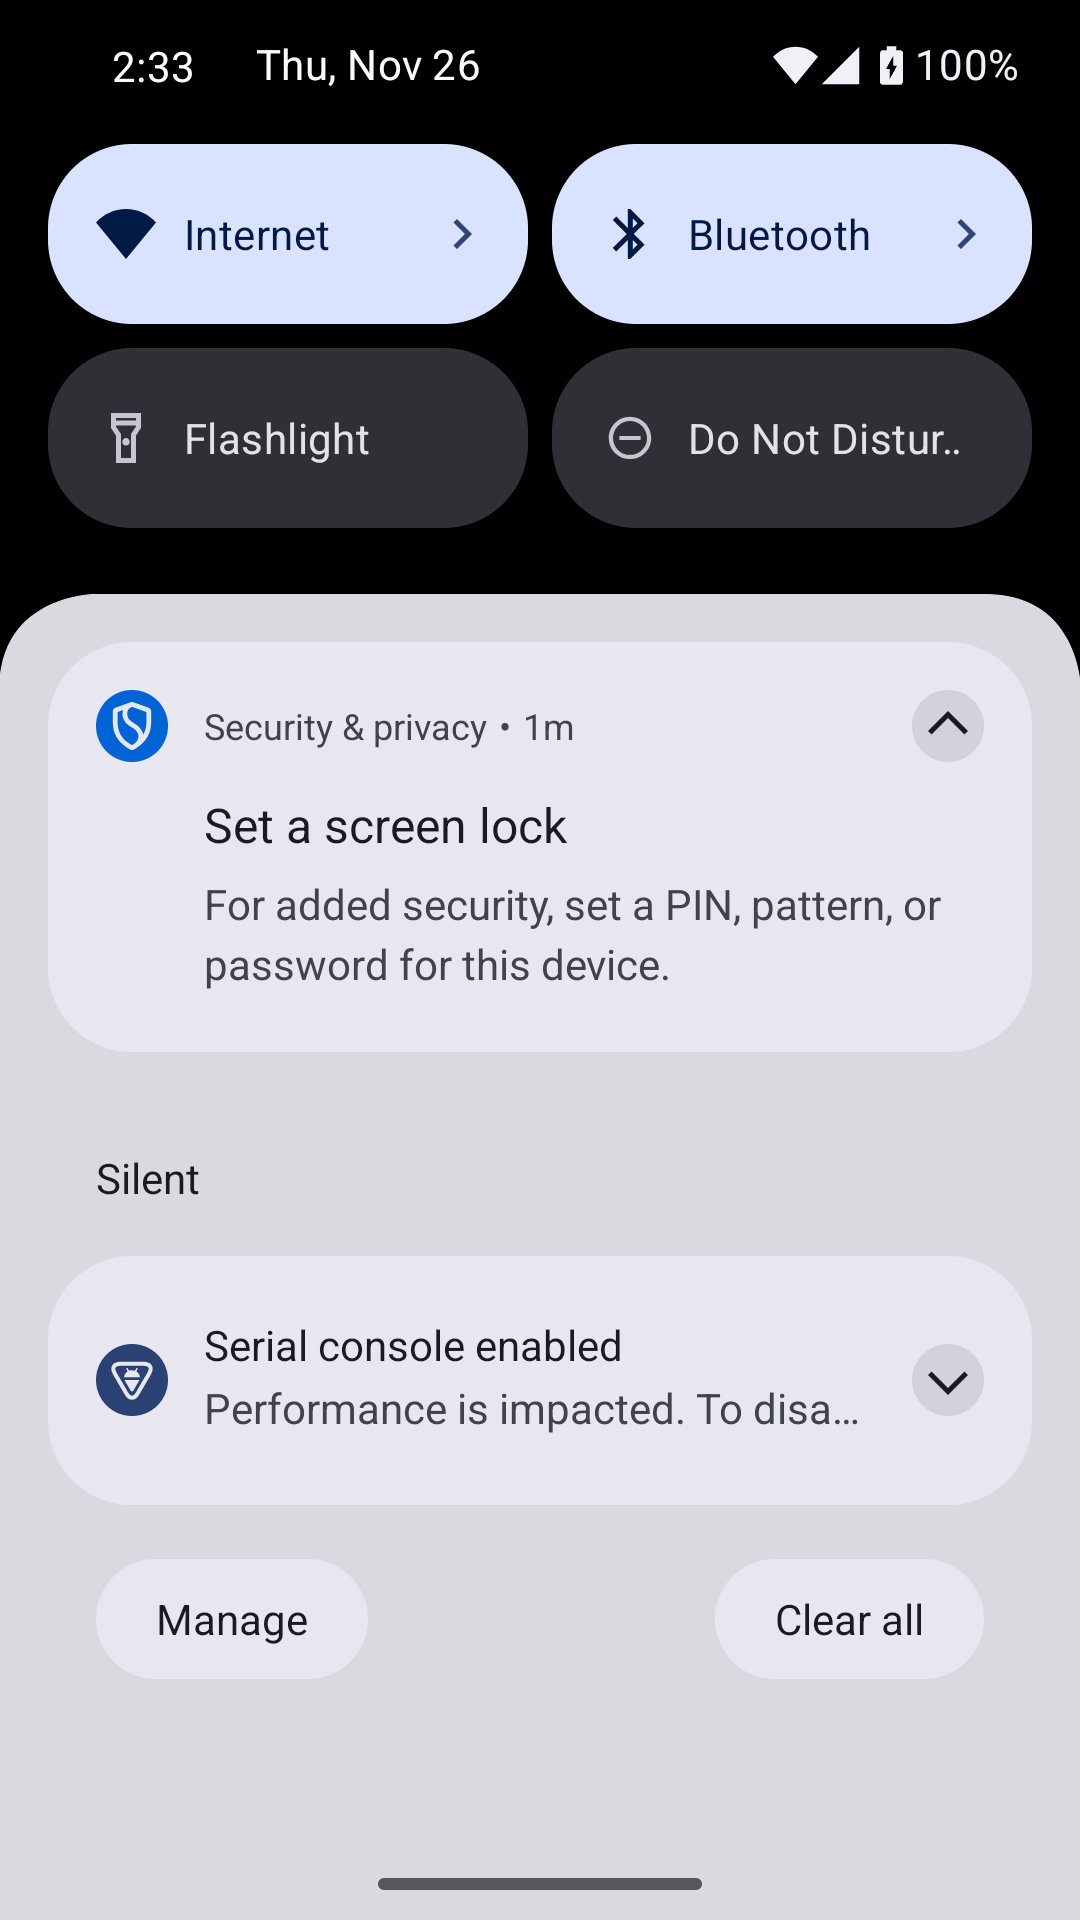 2:33 Thu, Nov 26 100%
Internet Bluetooth
Flashlight Do Not Distur..
Security & privacy • 1m
Set a screen lock
For added security, set a PIN, pattern, or
password for this device.
Silent
Serial console enabled
Performance is impacted. To disa...
Manage Clear all